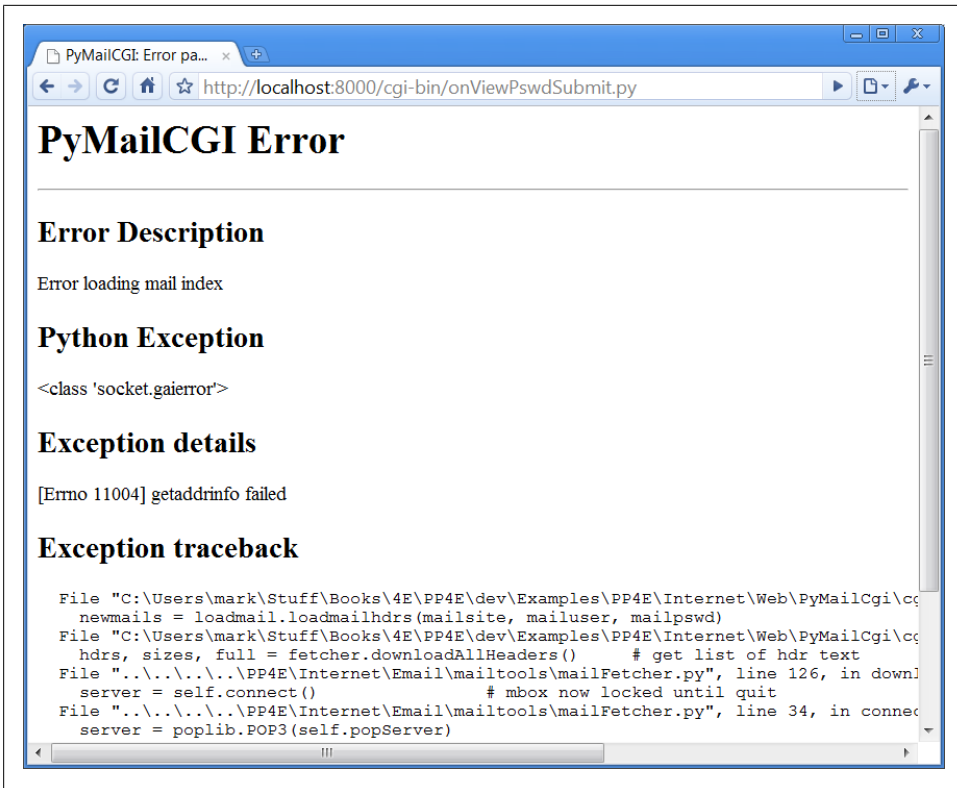 PyMailCGI: Error pa...
http://localhost:8000/cgi-bin/onViewPswdSubmit.py
PyMailCGI Error
Error Description
Error loading mail index
Python Exception
<class 'socket.gaierror'>
Exception details
[Errno 11004] getaddrinfo failed
Exception traceback
File "C:\Users\mark\Stuff\Books\4E\PP4E\dev\Examples\PP4E\Internet\Web\PyMailCgi\cg
newmails = loadmail.loadmailhdrs(mailsite, mailuser, mailpswd)
File "C:\Users\mark\Stuff\Books\4E\PP4E\dev\Examples\PP4E\Internet\Web\PyMailCgi\cg
hdrs, sizes, full = fetcher.downloadAllHeaders()      # get list of hdr text
File "..\..\..\..\PP4E\Internet\Email\mailtools\mailFetcher.py", line 126, in downl
server = self.connect()                  # mbox now locked until quit
File "..\..\..\..\PP4E\Internet\Email\mailtools\mailFetcher.py", line 34, in connec
server = poplib.POP3(self.popServer)